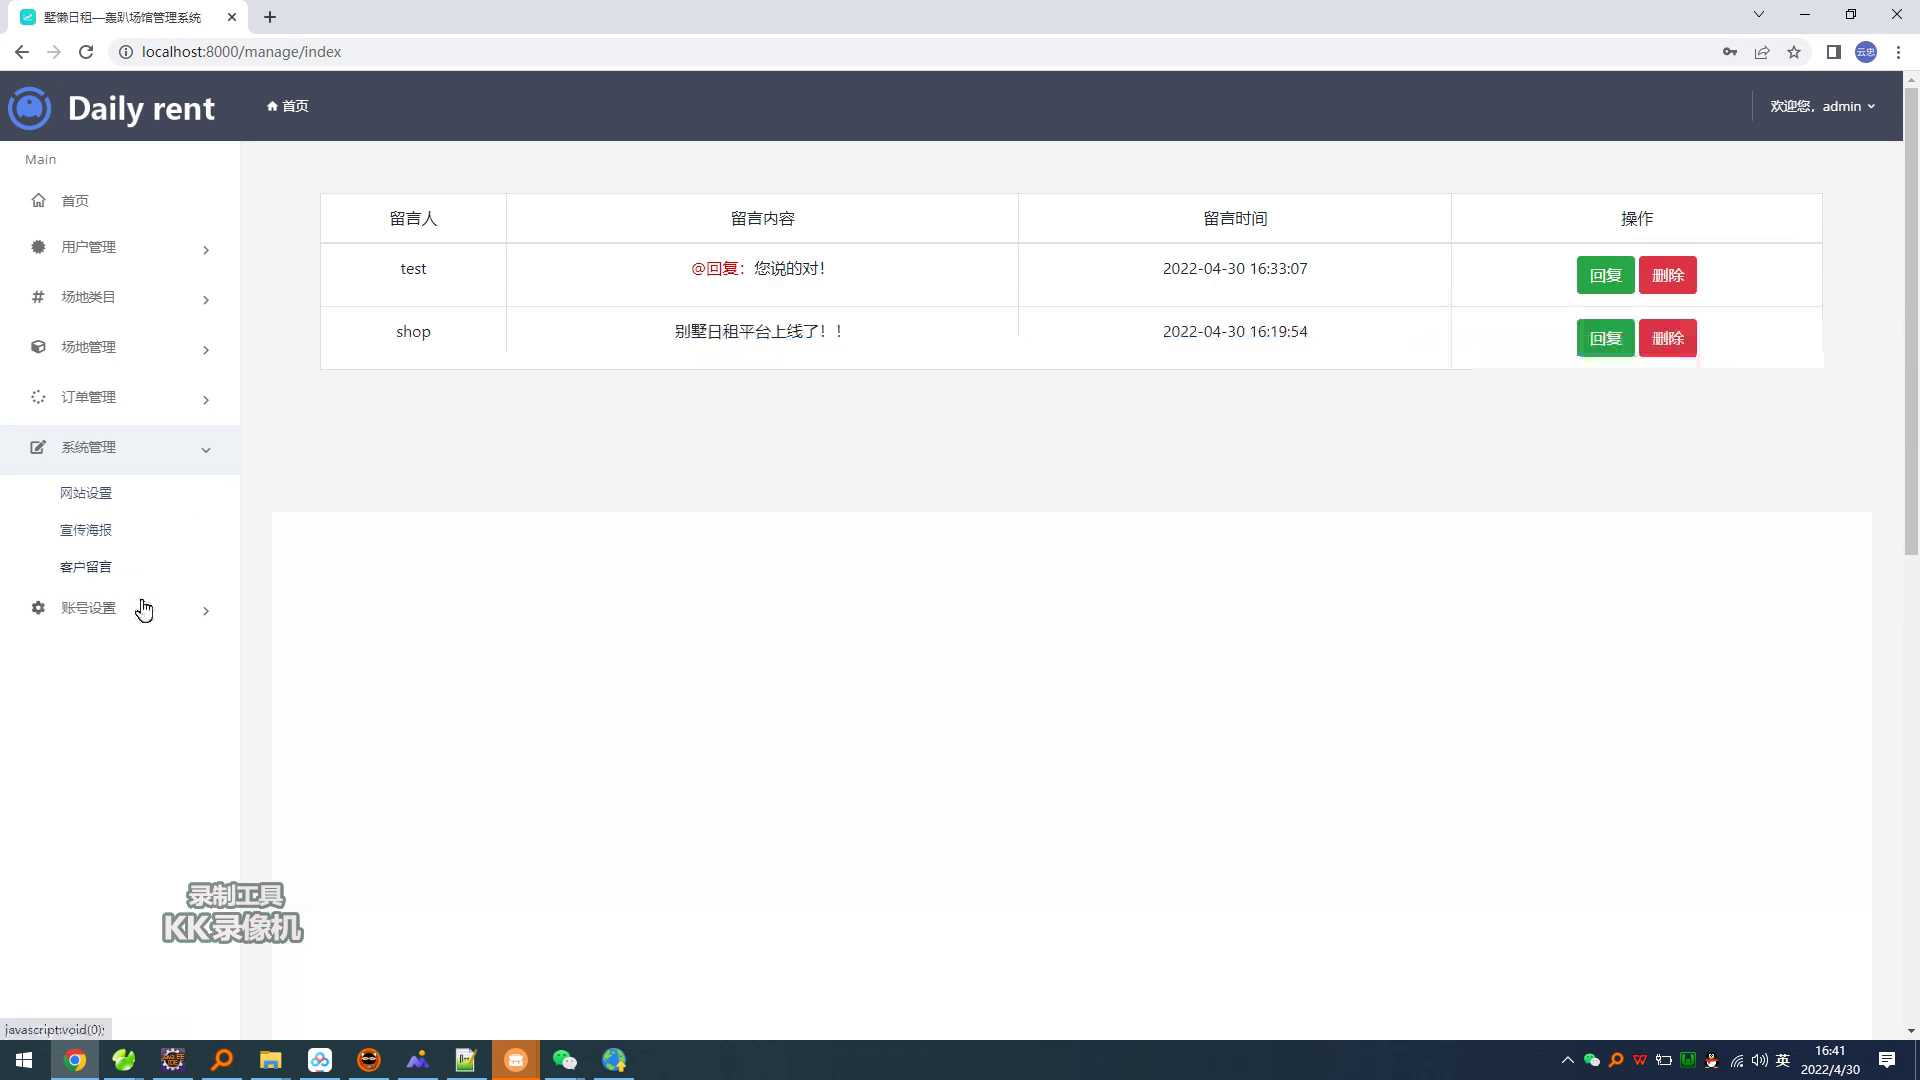 墅懒日租—轰趴场馆管理系统
localhost:8000/manage/index
云忠
Daily rent
首页
欢迎您，admin
Main
首页
用户管理
场地类目
场地管理
订单管理
系统管理
网站设置
宣传海报
客户留言
账号设置
留言人 留言内容 留言时间 操作
test @回复：您说的对！ 2022-04-30 16:33:07 回复 删除
shop 别墅日租平台上线了！！ 2022-04-30 16:19:54 回复 删除
录制工具
KK录像机
javascript:void(0);
英
16:41
2022/4/30